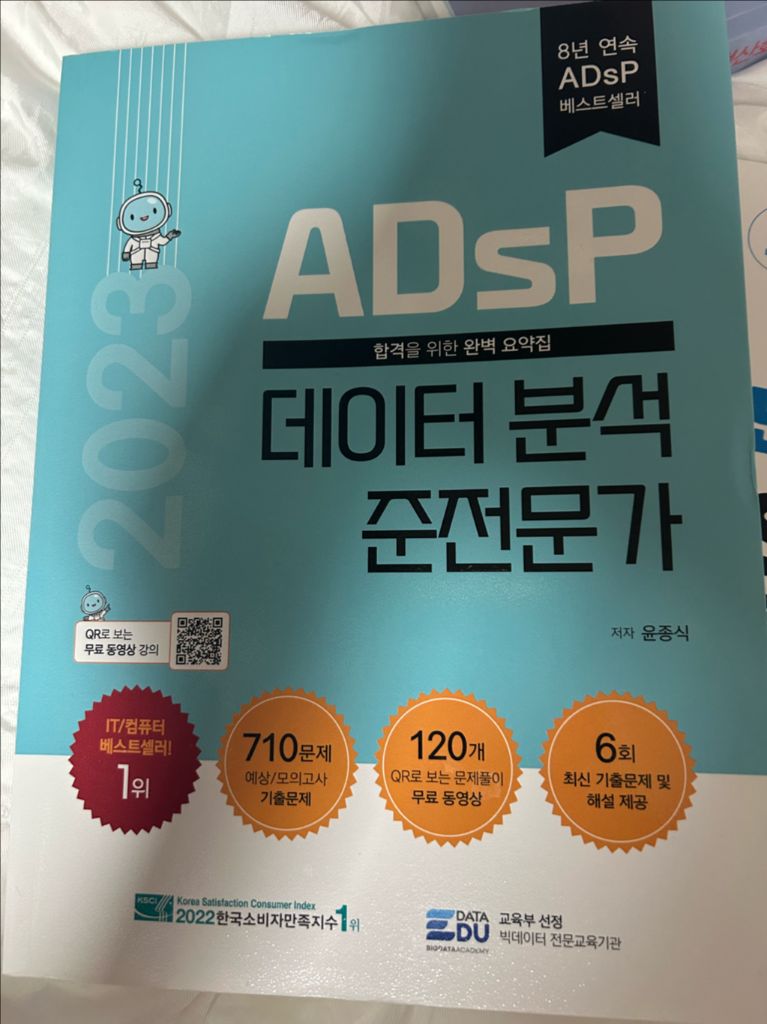 8년 연속
ADsP
베스트셀러
ADsP
합격을 위한 완벽 요약집
2023
데이터 분석
준전문가
저자 윤종식
QR로 보는
무료 동영상 강의
IT/컴퓨터
베스트셀러!
1위
710문제
예상/모의고사
기출문제
120개
QR로 보는 문제풀이
무료 동영상
6회
최신 기출문제 및
해설 제공
KSCI
Korea Satisfaction Consumer Index
2022한국소비자만족지수1위
DATA
EDU
BIGDATA ACADEMY
교육부 선정
빅데이터 전문교육기관